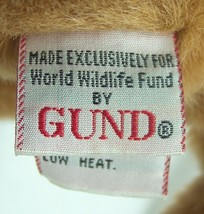 MADE EXCLUSIVELY FOR
World Wildlife Fund
BY
GUND®
LOW HEAT.